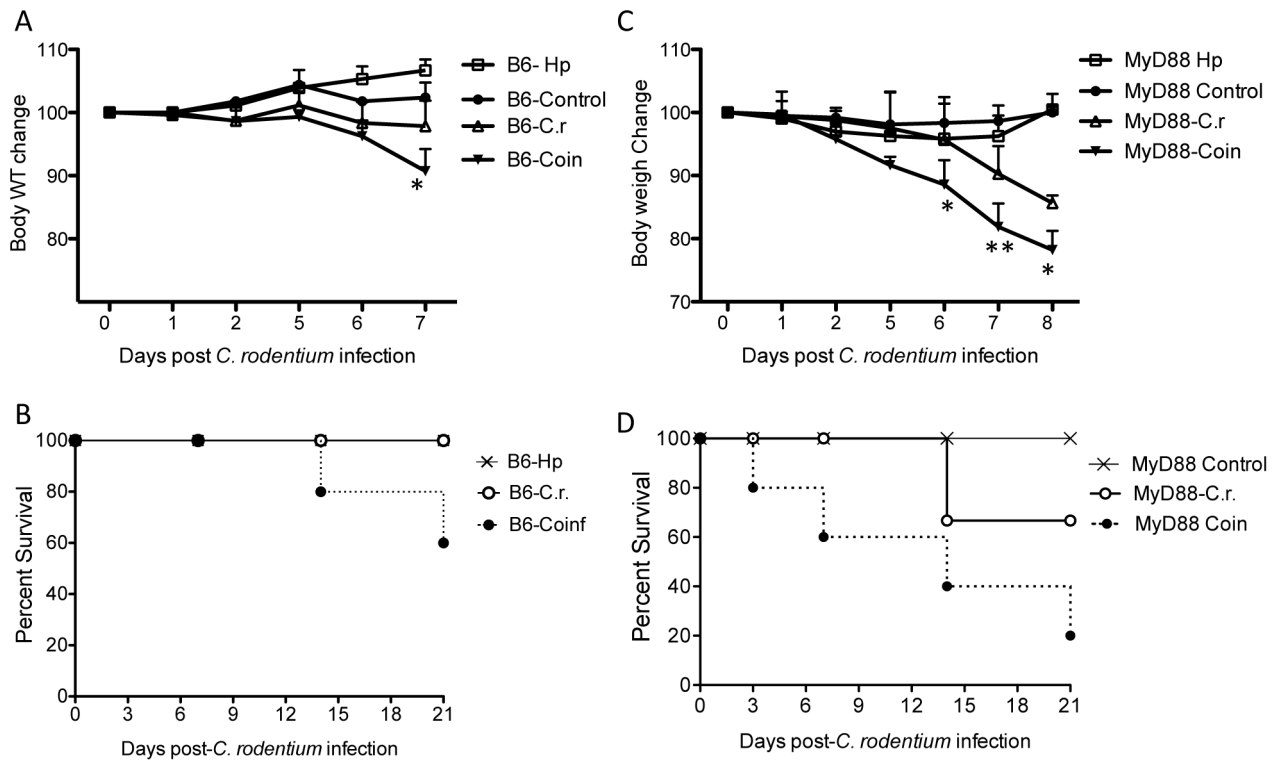 A
110
100
90
80
Body WT change
0 1 2 5 6 7
Days post C. rodentium infection
*
B6- Hp
B6-Control
B6-C.r
B6-Coin
C
110
100
90
80
70
Body weigh Change
0 1 2 5 6 7 8
Days post C. rodentium infection
*
**
*
MyD88 Hp
MyD88 Control
MyD88-C.r
MyD88-Coin
B
100
80
60
40
20
0
Percent Survival
0 3 6 9 12 15 18 21
Days post-C. rodentium infection
B6-Hp
B6-C.r.
B6-Coinf
D
100
80
60
40
20
0
Percent Survival
0 3 6 9 12 15 18 21
Days post-C. rodentium infection
MyD88 Control
MyD88-C.r.
MyD88 Coin